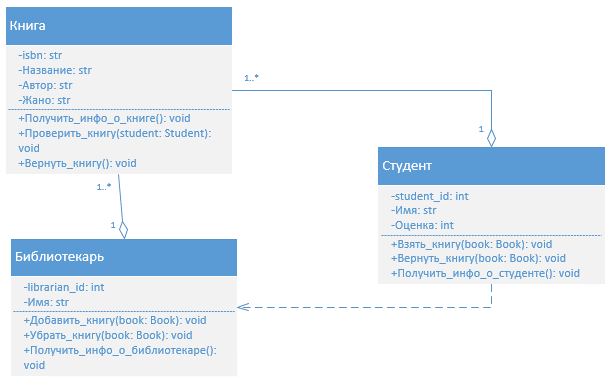 Книга
-isbn: str
-Название: str
-Автор: str
-Жано: str
+Получить_инфо_о_книге(): void
+Проверить_книгу(student: Student):
void
+Вернуть_книгу(): void
1..*
1
1..*
1
Студент
-student_id: int
-Имя: str
-Оценка: int
+Взять_книгу(book: Book): void
+Вернуть_книгу(book: Book): void
+Получить_инфо_о_студенте(): void
Библиотекарь
-librarian_id: int
-Имя: str
+Добавить_книгу(book: Book): void
+Убрать_книгу(book: Book): void
+Получить_инфо_о_библиотекаре():
void